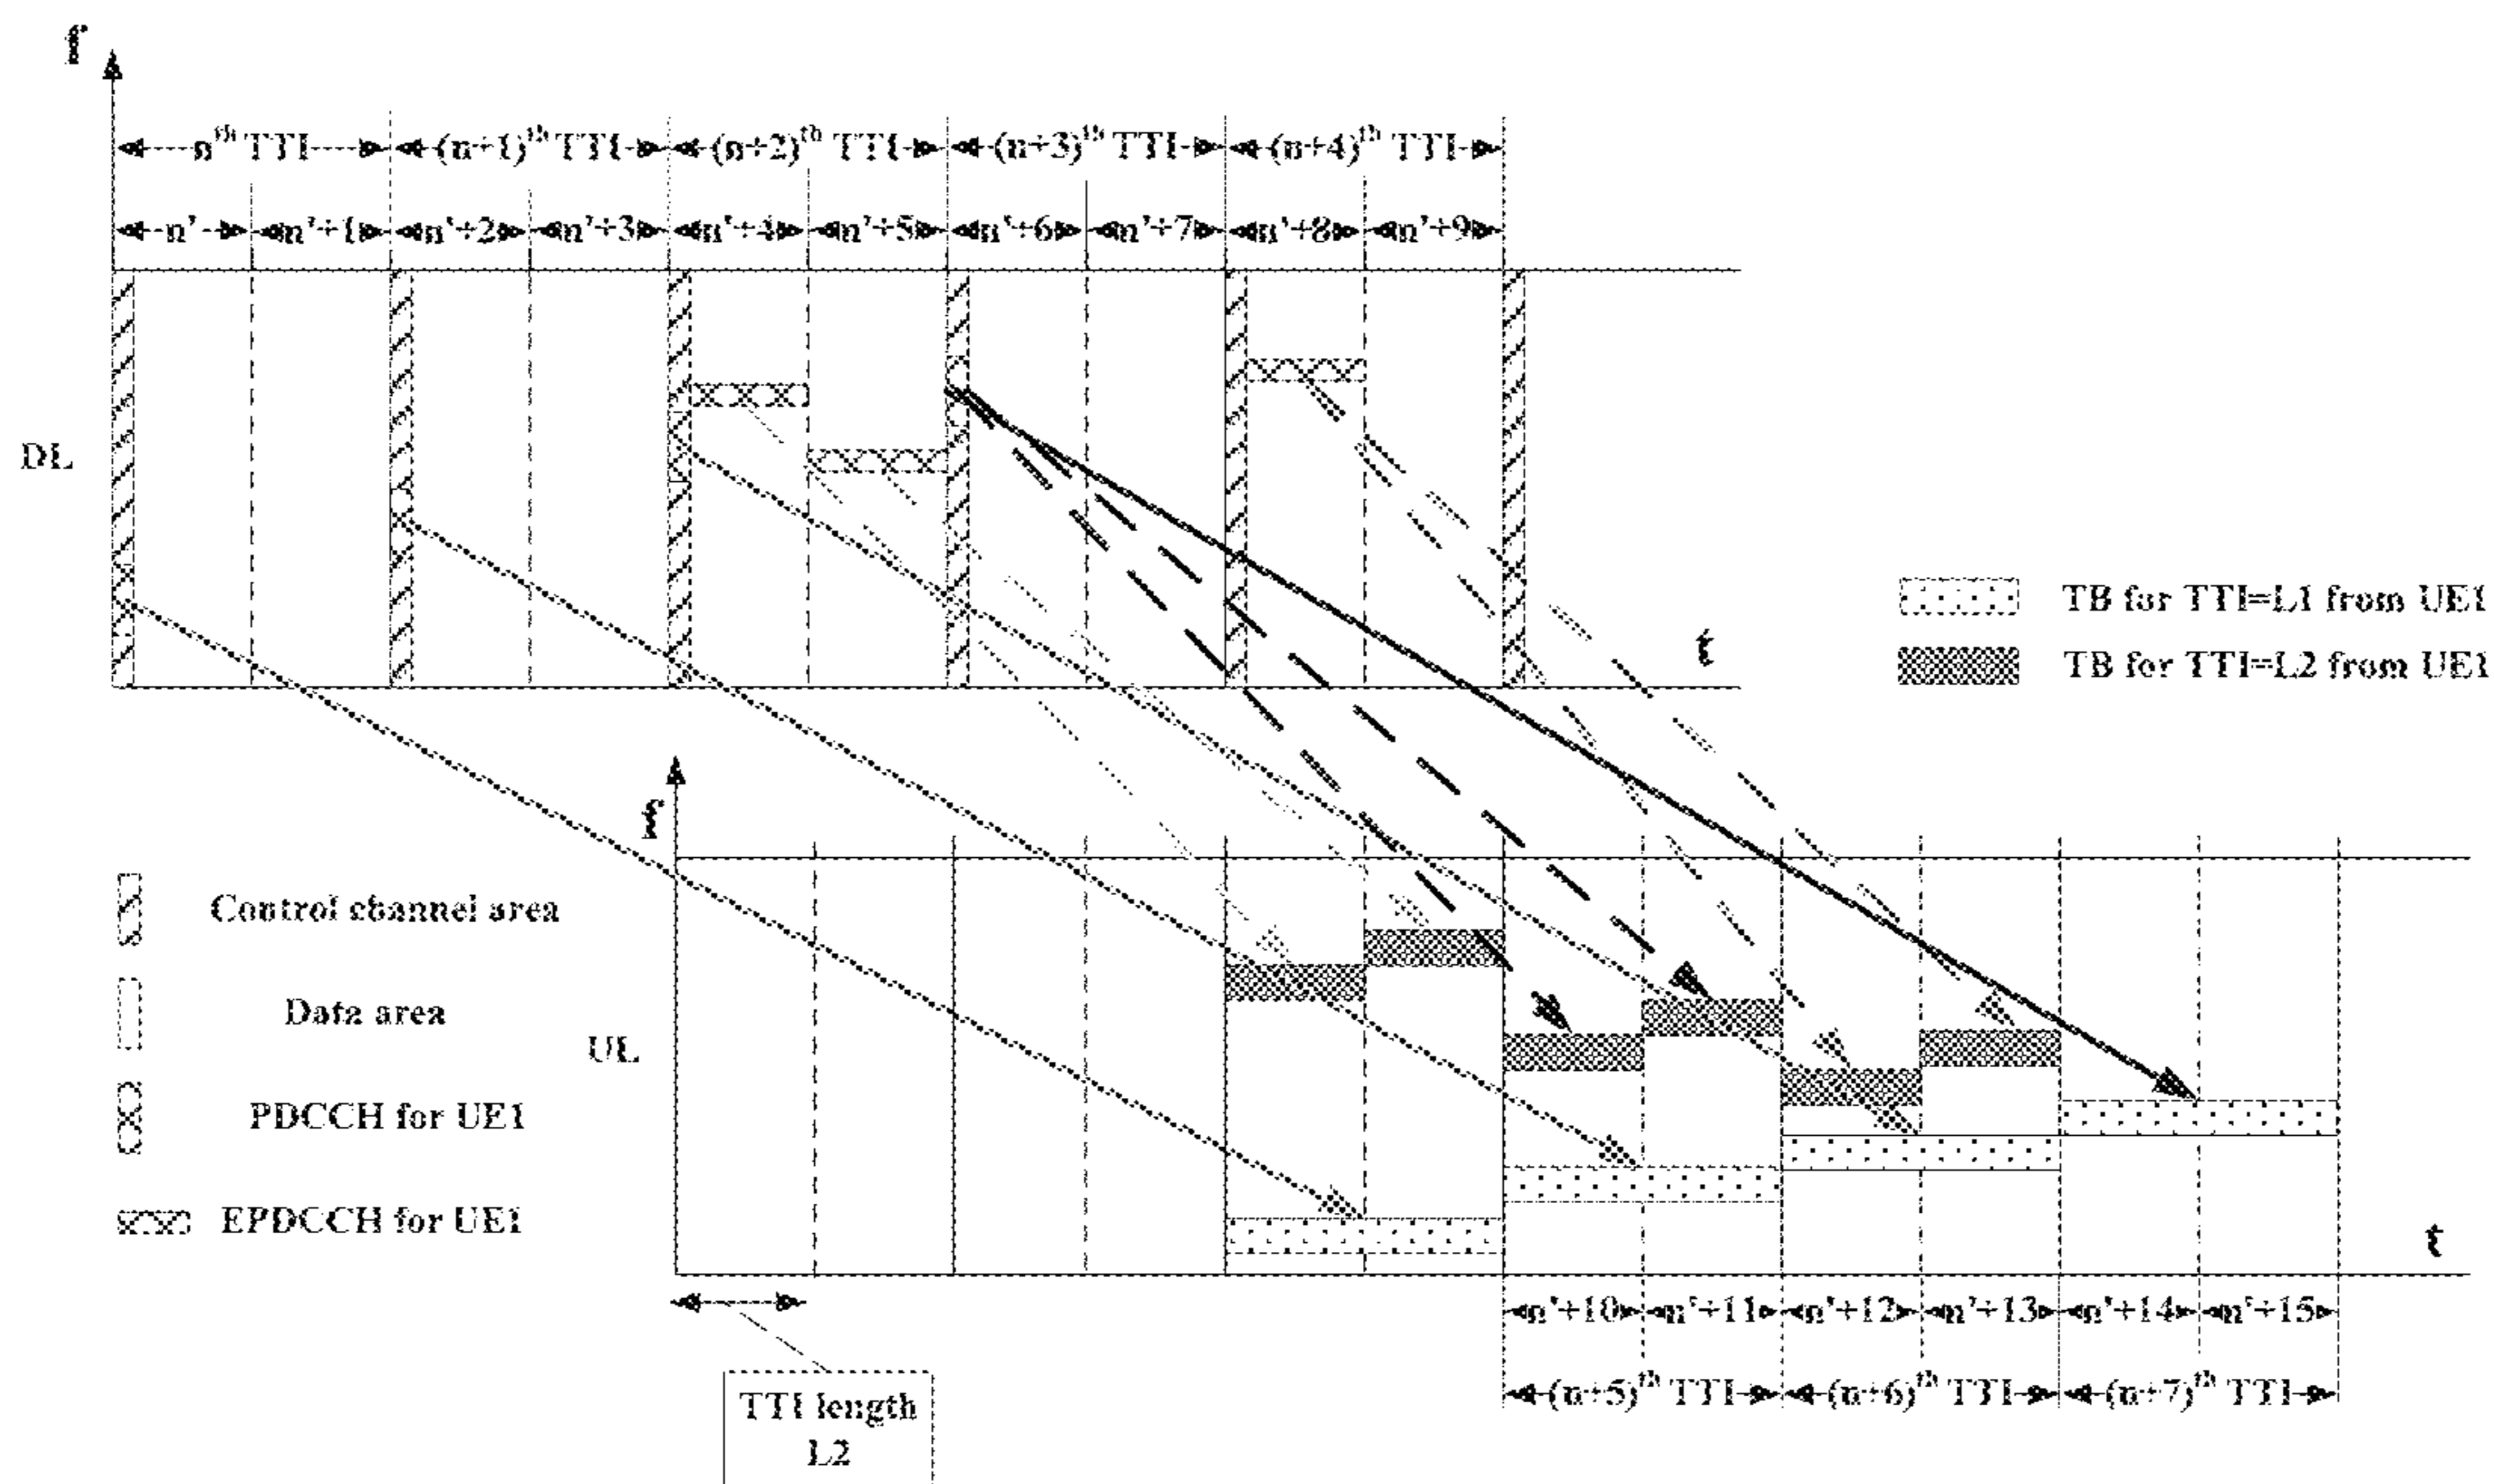 f
nth TTI
(n+1)th TTI
(n+2)th TTI
(n+3)th TTI
(n+4)th TTI
n'
n'+1
n'+2
n'+3
n'+4
n'+5
n'+6
n'+7
n'+8
n'+9
DL
t
TB for TTI=L1 from UE1
TB for TTI=L2 from UE1
f
Control channel area
Data area
UL
PDCCH for UE1
EPDCCH for UE1
t
n'+10
n'+11
n'+12
n'+13
n'+14
n'+15
(n+5)th TTI
(n+6)th TTI
(n+7)th TTI
TTI length
L2